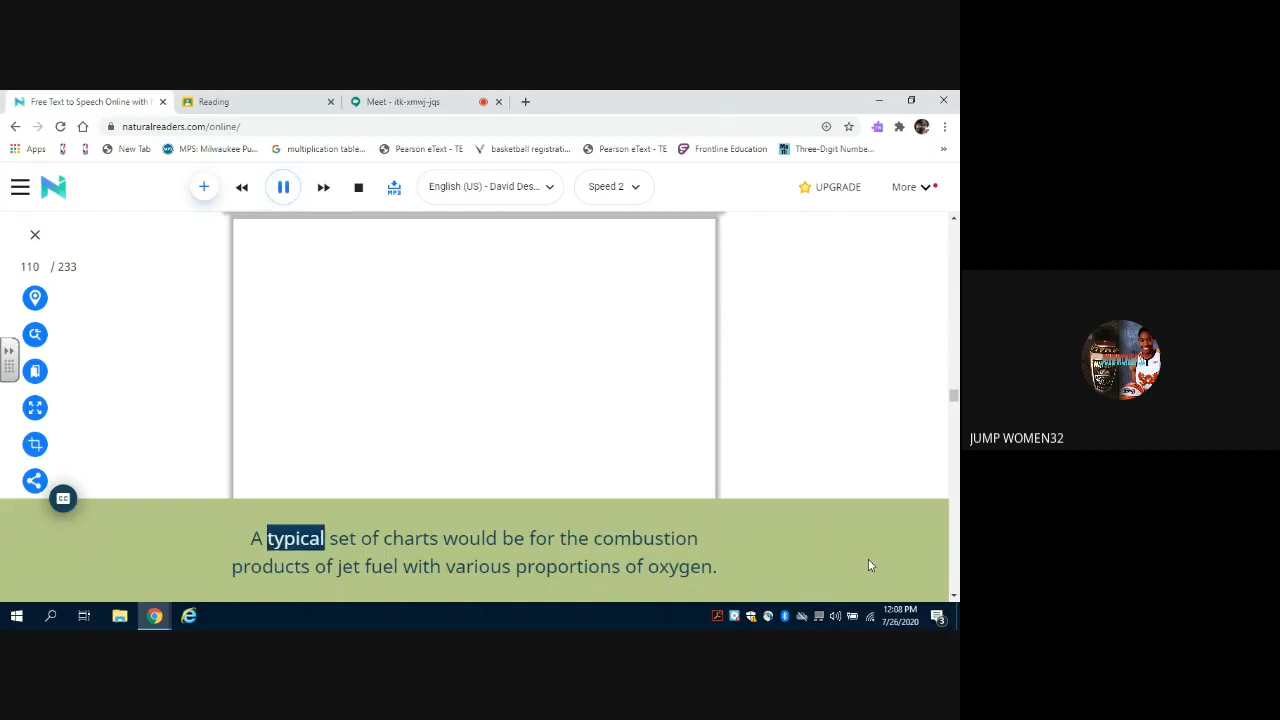 Free Text to Speech Online with
Reading
Meet - itk-xmwj-jqs
naturalreaders.com/online/
Apps
New Tab
MPS: Milwaukee Pu...
multiplication table...
Pearson eText - TE
basketball registrati...
Pearson eText - TE
Frontline Education
Three-Digit Numbe...
»
MP3
English (US) - David Des...
Speed 2
UPGRADE
More
110 / 233
CC
A typical set of charts would be for the combustion
products of jet fuel with various proportions of oxygen.
JUMP WOMEN32
12:08 PM
7/26/2020
3